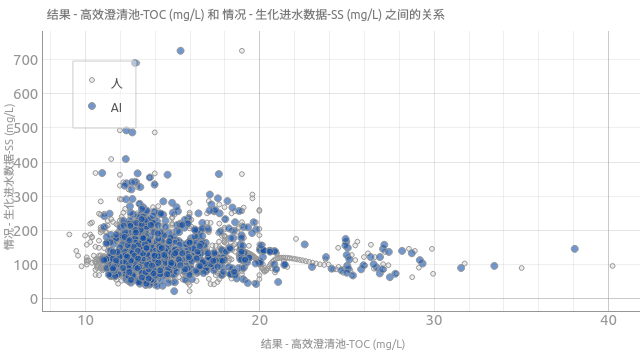 结果 - 高效澄清池-TOC (mg/L) 和 情况 - 生化进水数据-SS (mg/L) 之间的关系
700
600
500
400
300
200
100
0
人
AI
情况 - 生化进水数据-SS (mg/L)
10
20
30
40
结果 - 高效澄清池-TOC (mg/L)